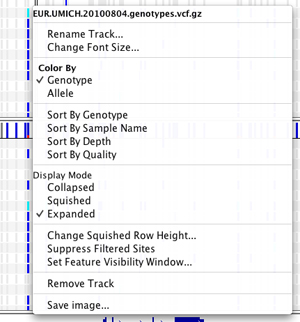 EUR.UMICH.20100804.genotypes.vcf.gz
Rename Track...
Change Font Size...
Color By
✓ Genotype
Allele
Sort By Genotype
Sort By Sample Name
Sort By Depth
Sort By Quality
Display Mode
Collapsed
Squished
✓ Expanded
Change Squished Row Height...
Suppress Filtered Sites
Set Feature Visibility Window...
Remove Track
Save image...